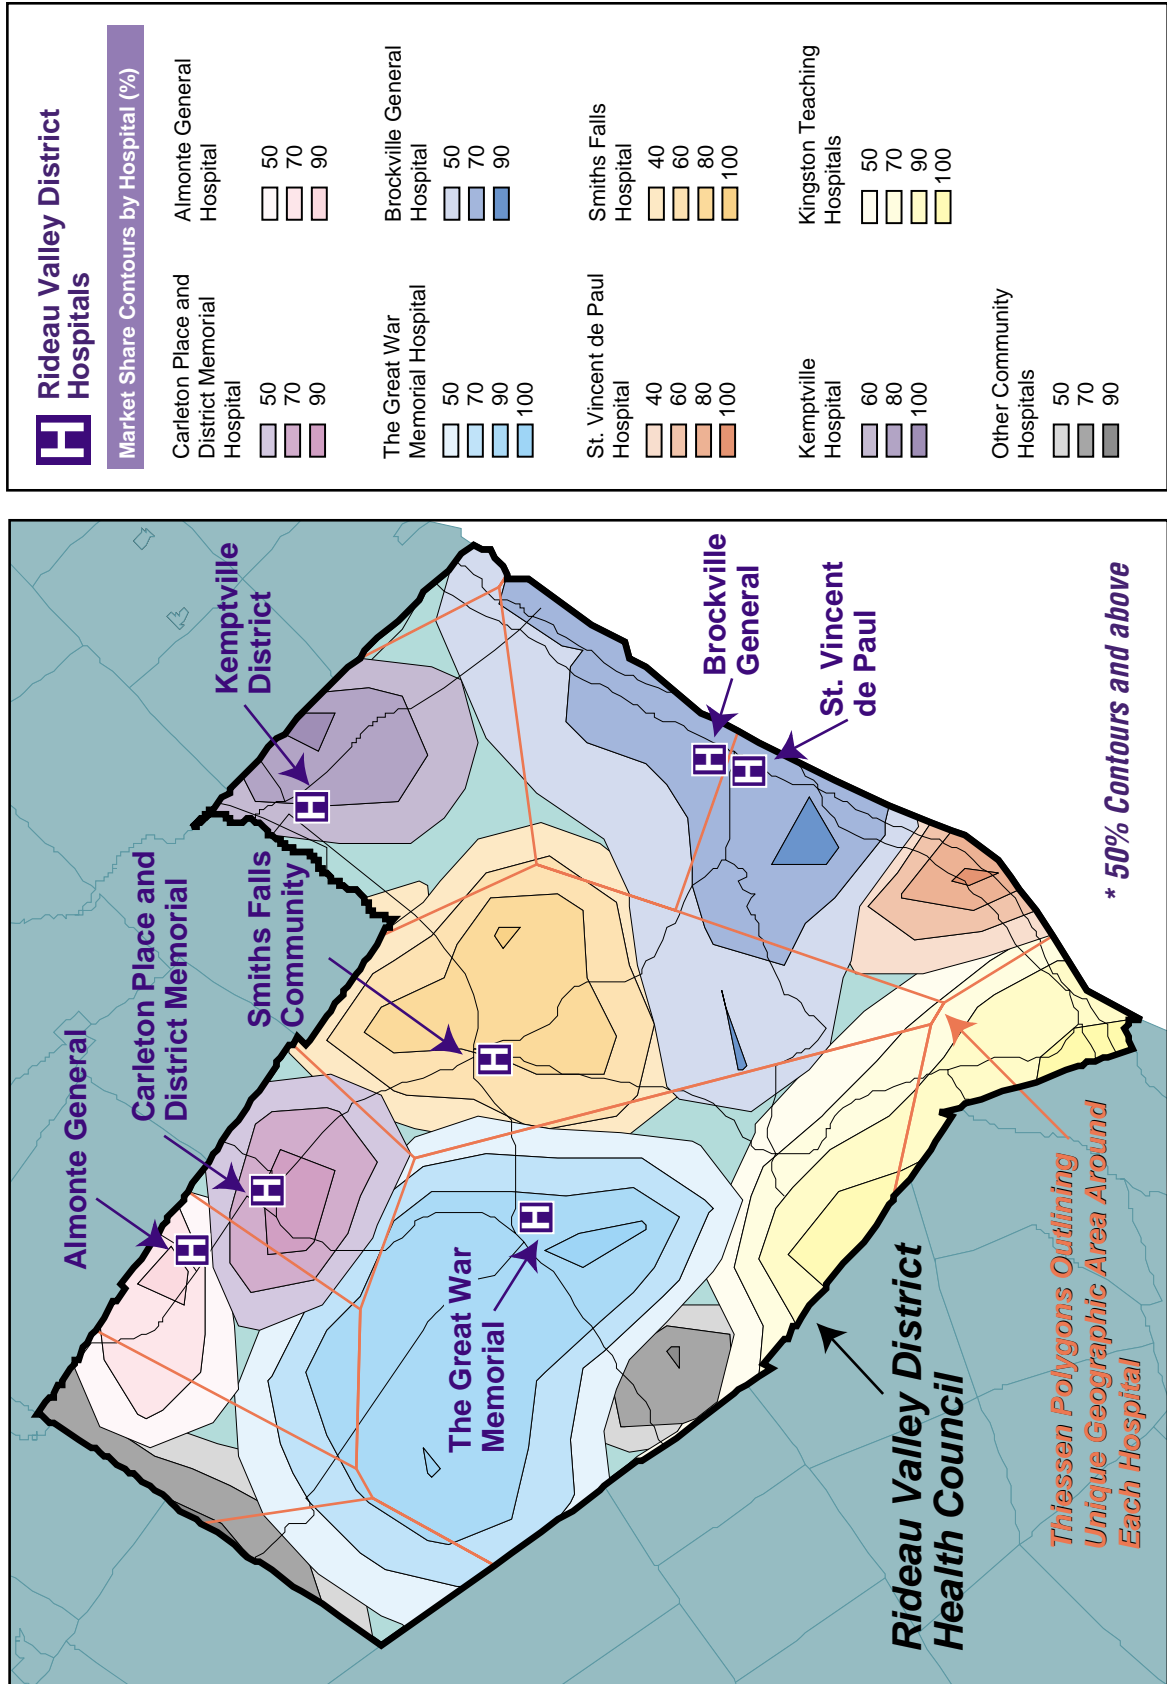 H Rideau Valley District
Hospitals
Market Share Contours by Hospital (%)
Carleton Place and
District Memorial
Hospital
50
70
90
Almonte General
Hospital
50
70
90
The Great War
Memorial Hospital
50
70
90
100
Brockville General
Hospital
50
70
90
St. Vincent de Paul
Hospital
40
60
80
100
Smiths Falls
Hospital
40
60
80
100
Kemptville
Hospital
60
80
100
Kingston Teaching
Hospitals
50
70
90
100
Other Community
Hospitals
50
70
90
Almonte General
H
Carleton Place and
District Memorial
H
Smiths Falls
Community
H
Kemptville
District
H
The Great War
Memorial
H
Brockville
General
H
St. Vincent
de Paul
H
Rideau Valley District
Health Council
Thiessen Polygons Outlining
Unique Geographic Area Around
Each Hospital
* 50% Contours and above